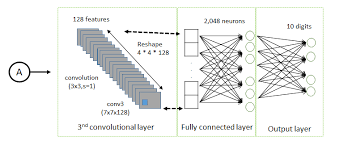 A
128 features
Reshape
4 * 4 * 128
convolution
(3x3,s=1)
conv3
(7x7x128)
3rd convolutional layer
2,048 neurons
Fully connected layer
10 digits
Output layer